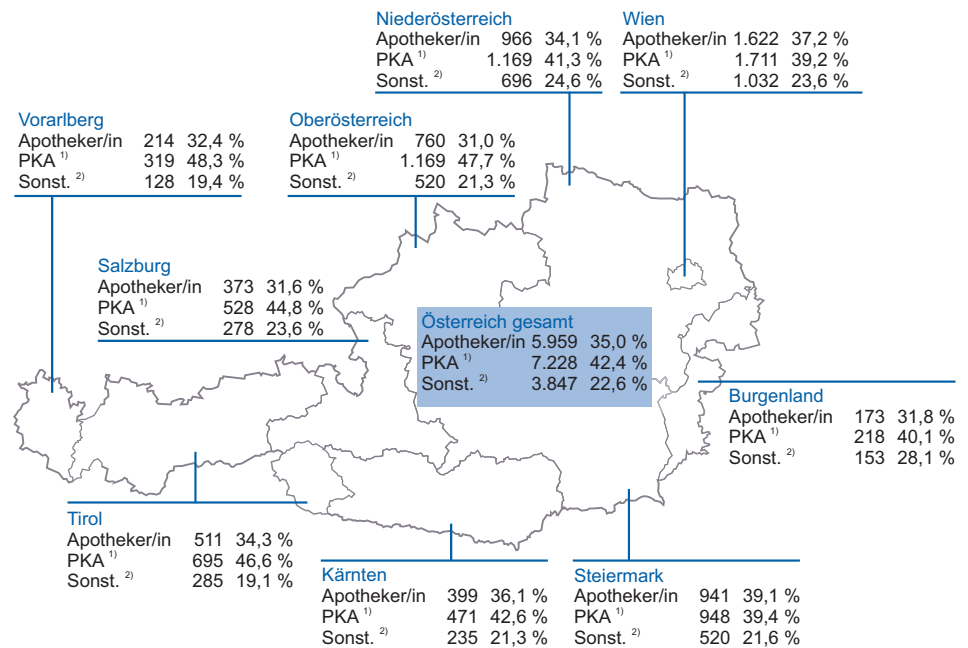 Niederösterreich
Apotheker/in 966 34,1 %
PKA 1) 1.169 41,3 %
Sonst. 2) 696 24,6 %
Wien
Apotheker/in 1.622 37,2 %
PKA 1) 1.711 39,2 %
Sonst. 2) 1.032 23,6 %
Vorarlberg
Apotheker/in 214 32,4 %
PKA 1) 319 48,3 %
Sonst. 2) 128 19,4 %
Oberösterreich
Apotheker/in 760 31,0 %
PKA 1) 1.169 47,7 %
Sonst. 2) 520 21,3 %
Salzburg
Apotheker/in 373 31,6 %
PKA 1) 528 44,8 %
Sonst. 2) 278 23,6 %
Österreich gesamt
Apotheker/in 5.959 35,0 %
PKA 1) 7.228 42,4 %
Sonst. 2) 3.847 22,6 %
Burgenland
Apotheker/in 173 31,8 %
PKA 1) 218 40,1 %
Sonst. 2) 153 28,1 %
Tirol
Apotheker/in 511 34,3 %
PKA 1) 695 46,6 %
Sonst. 2) 285 19,1 %
Kärnten
Apotheker/in 399 36,1 %
PKA 1) 471 42,6 %
Sonst. 2) 235 21,3 %
Steiermark
Apotheker/in 941 39,1 %
PKA 1) 948 39,4 %
Sonst. 2) 520 21,6 %